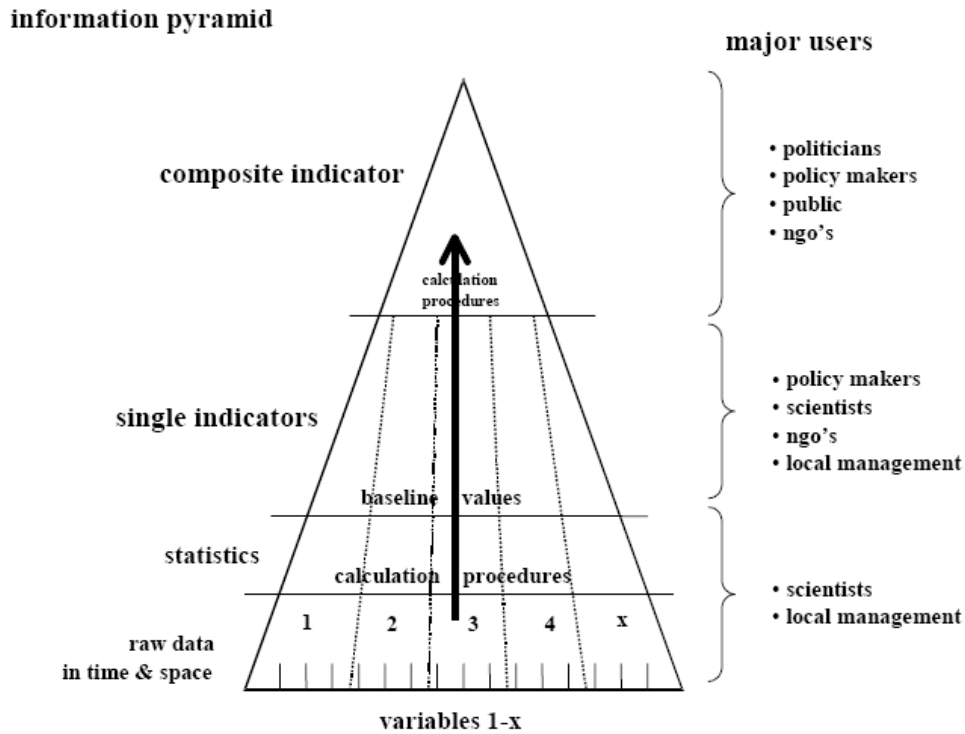 information pyramid
major users
composite indicator
• politicians
• policy makers
• public
• ngo's
calculation
procedures
single indicators
• policy makers
• scientists
• ngo's
• local management
baseline values
statistics
calculation procedures
• scientists
• local management
1 2 3 4 x
raw data
in time & space
variables 1-x